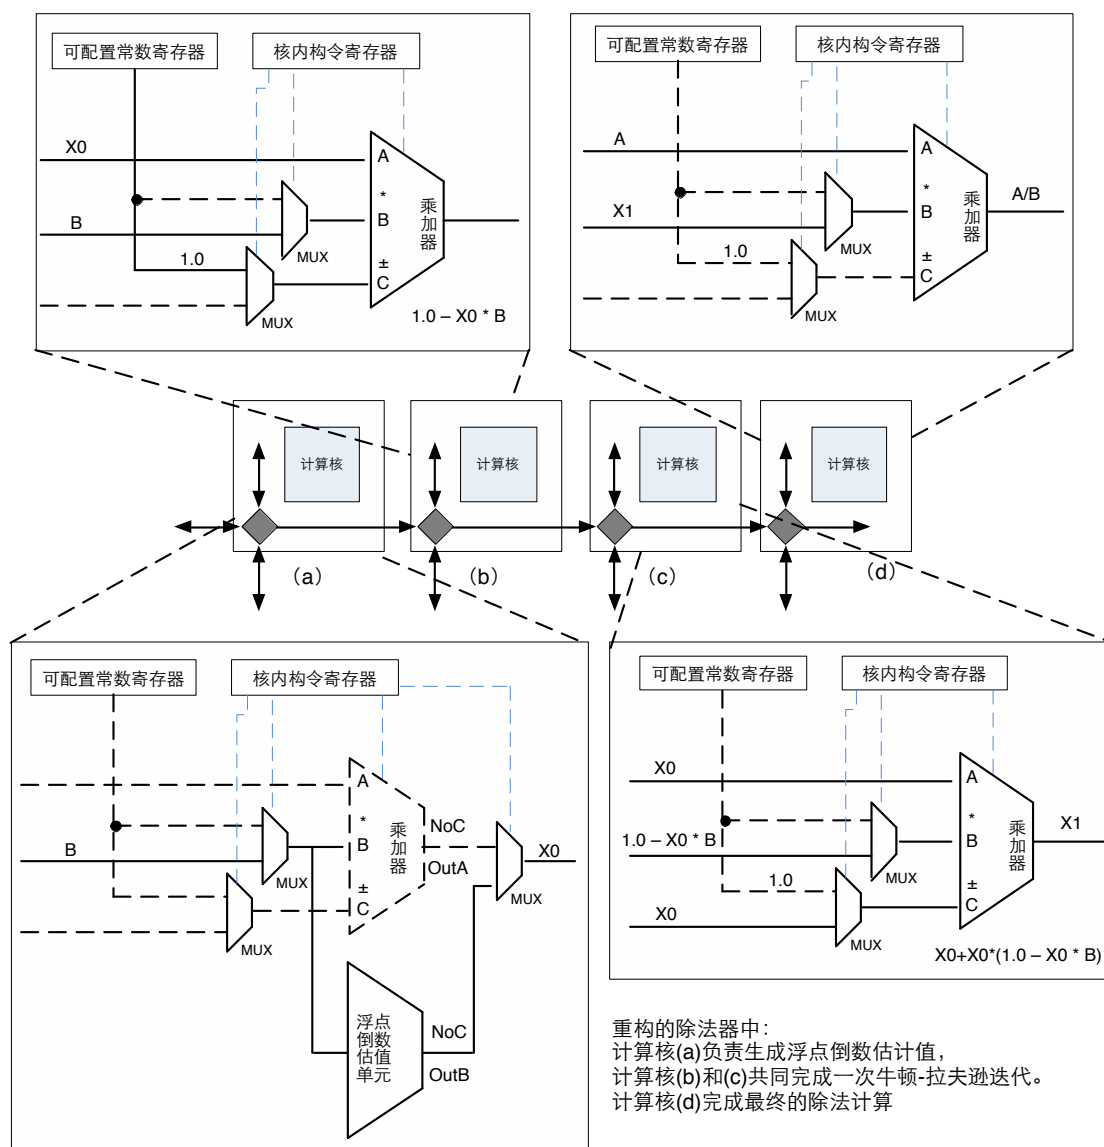 可配置常数寄存器
核内构令寄存器
X0
A
*
B
B
乘加器
MUX
1.0
±
C
MUX
1.0 – X0 * B
可配置常数寄存器
核内构令寄存器
A
A
*
X1
B
乘加器
A/B
MUX
1.0
±
C
MUX
计算核
计算核
计算核
计算核
（a）
（b）
（c）
（d）
可配置常数寄存器
核内构令寄存器
A
*
B
B
乘加器
NoC
OutA
X0
MUX
MUX
±
C
MUX
浮点
倒数
估值
单元
NoC
OutB
可配置常数寄存器
核内构令寄存器
X0
A
*
1.0 – X0 * B
B
乘加器
X1
MUX
1.0
±
X0
C
MUX
X0+X0*(1.0 – X0 * B)
重构的除法器中：
计算核(a)负责生成浮点倒数估计值，
计算核(b)和(c)共同完成一次牛顿-拉夫逊迭代。
计算核(d)完成最终的除法计算